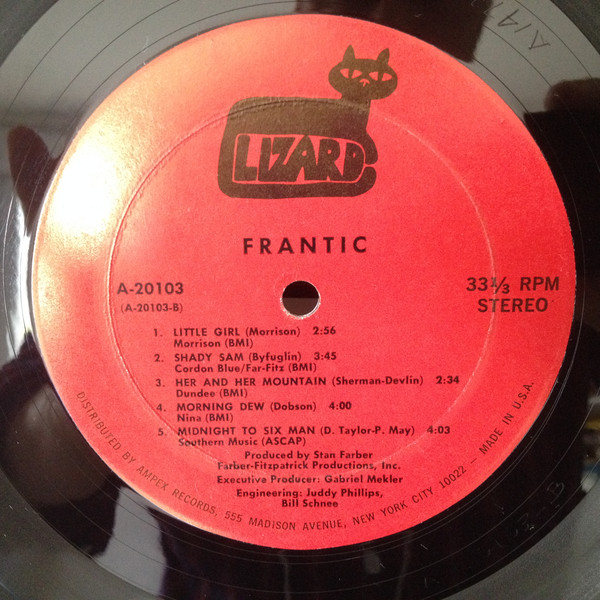 LIZARD
FRANTIC
A-20103
(A-20103-B)
33 1/3 RPM
STEREO
1. LITTLE GIRL (Morrison) 2:56
Morrison (BMI)
2. SHADY SAM (Byfuglin) 3:45
Cordon Blue/Far-Fitz (BMI)
3. HER AND HER MOUNTAIN (Sherman-Devlin) 2:34
Dundee (BMI)
4. MORNING DEW (Dobson) 4:00
Nina (BMI)
5. MIDNIGHT TO SIX MAN (D. Taylor-P. May) 4:03
Southern Music (ASCAP)
Produced by Stan Farber
Farber-Fitzpatrick Productions, Inc.
Executive Producer: Gabriel Mekler
Engineering: Juddy Phillips,
Bill Schnee
DISTRIBUTED BY AMPEX RECORDS, 555 MADISON AVENUE, NEW YORK CITY 10022 – MADE IN U.S.A.